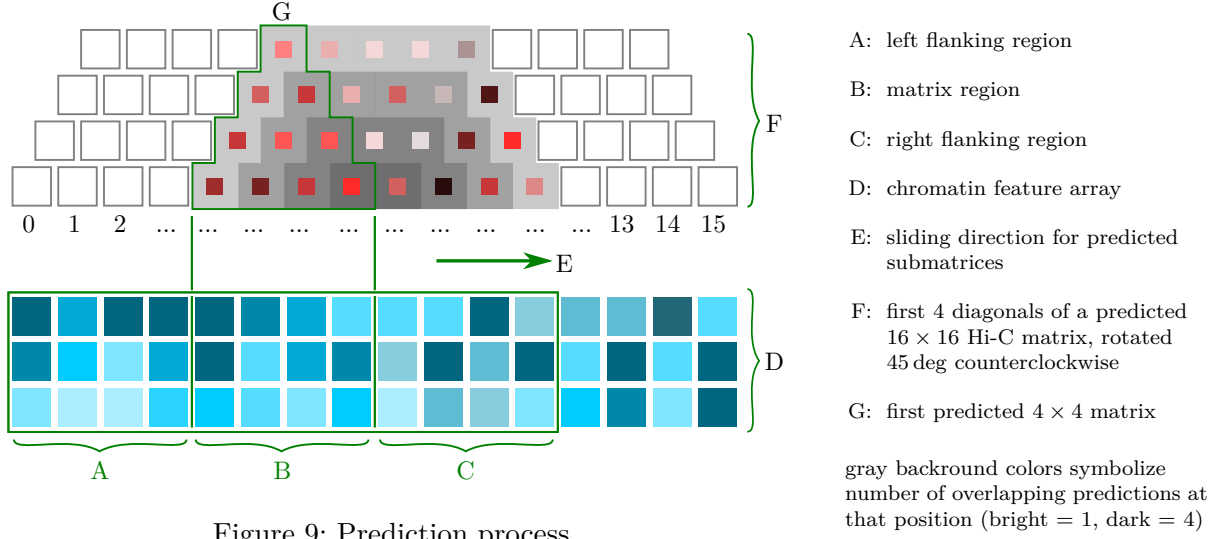 G
F
0 1 2 ... ... ... ... ... ... ... ... ... ... 13 14 15
E
D
A B C
Figure 9: Prediction process
A: left flanking region
B: matrix region
C: right flanking region
D: chromatin feature array
E: sliding direction for predicted
submatrices
F: first 4 diagonals of a predicted
16 × 16 Hi-C matrix, rotated
45 deg counterclockwise
G: first predicted 4 × 4 matrix
gray backround colors symbolize
number of overlapping predictions at
that position (bright = 1, dark = 4)